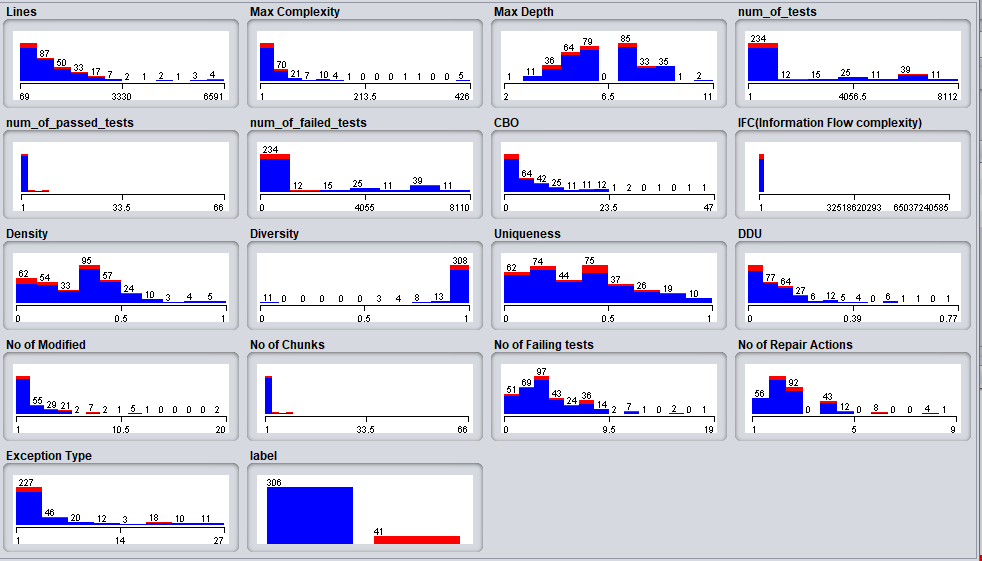 Lines
Max Complexity
Max Depth
num_of_tests
87 50 33 17 7 2 1 2 1 3 4
69 3330 6591
70 21 7 10 4 1 0 0 0 0 1 1 0 0 5
1 213.5 426
1 11 36 64 79 0 85 33 35 1 2
2 6.5 11
234 12 15 25 11 39 11
1 4056.5 8112
num_of_passed_tests
num_of_failed_tests
CBO
IFC(Information Flow complexity)
1 33.5 66
234 12 15 25 11 39 11
0 4055 8110
64 42 25 11 11 12 1 2 0 1 0 1 1
0 23.5 47
1 32518620293 65037240585
Density
Diversity
Uniqueness
DDU
62 54 33 95 57 24 10 3 4 5
0 0.5 1
11 0 0 0 0 0 3 4 8 13 308
0 0.5 1
62 74 44 75 37 26 19 10
0 0.5 1
77 64 27 6 12 5 4 0 6 1 1 0 1
0 0.39 0.77
No of Modified
No of Chunks
No of Failing tests
No of Repair Actions
55 29 21 2 7 2 1 5 1 0 0 0 0 2
1 10.5 20
1 33.5 66
51 69 97 43 24 36 14 2 7 1 0 2 0 1
0 9.5 19
56 92 0 43 12 0 8 0 0 4 1
1 5 9
Exception Type
label
227 46 20 12 3 18 10 11
1 14 27
306 41